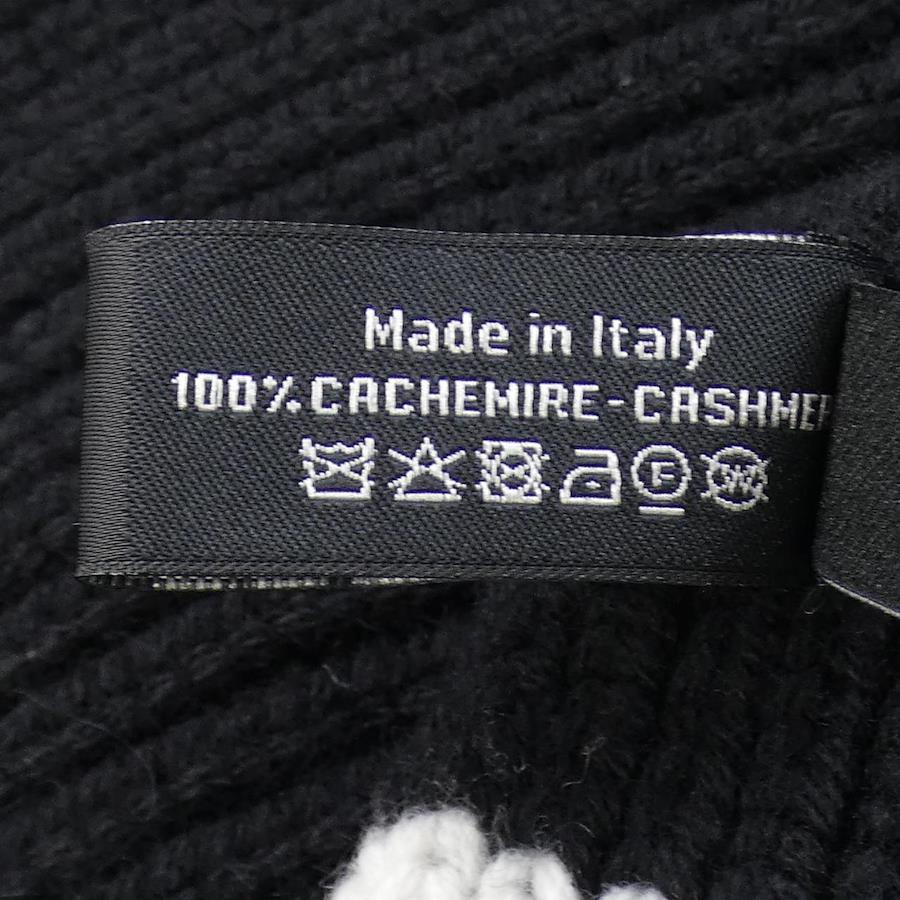 Made in Italy
100% CACHEMIRE - CASHMER
F W